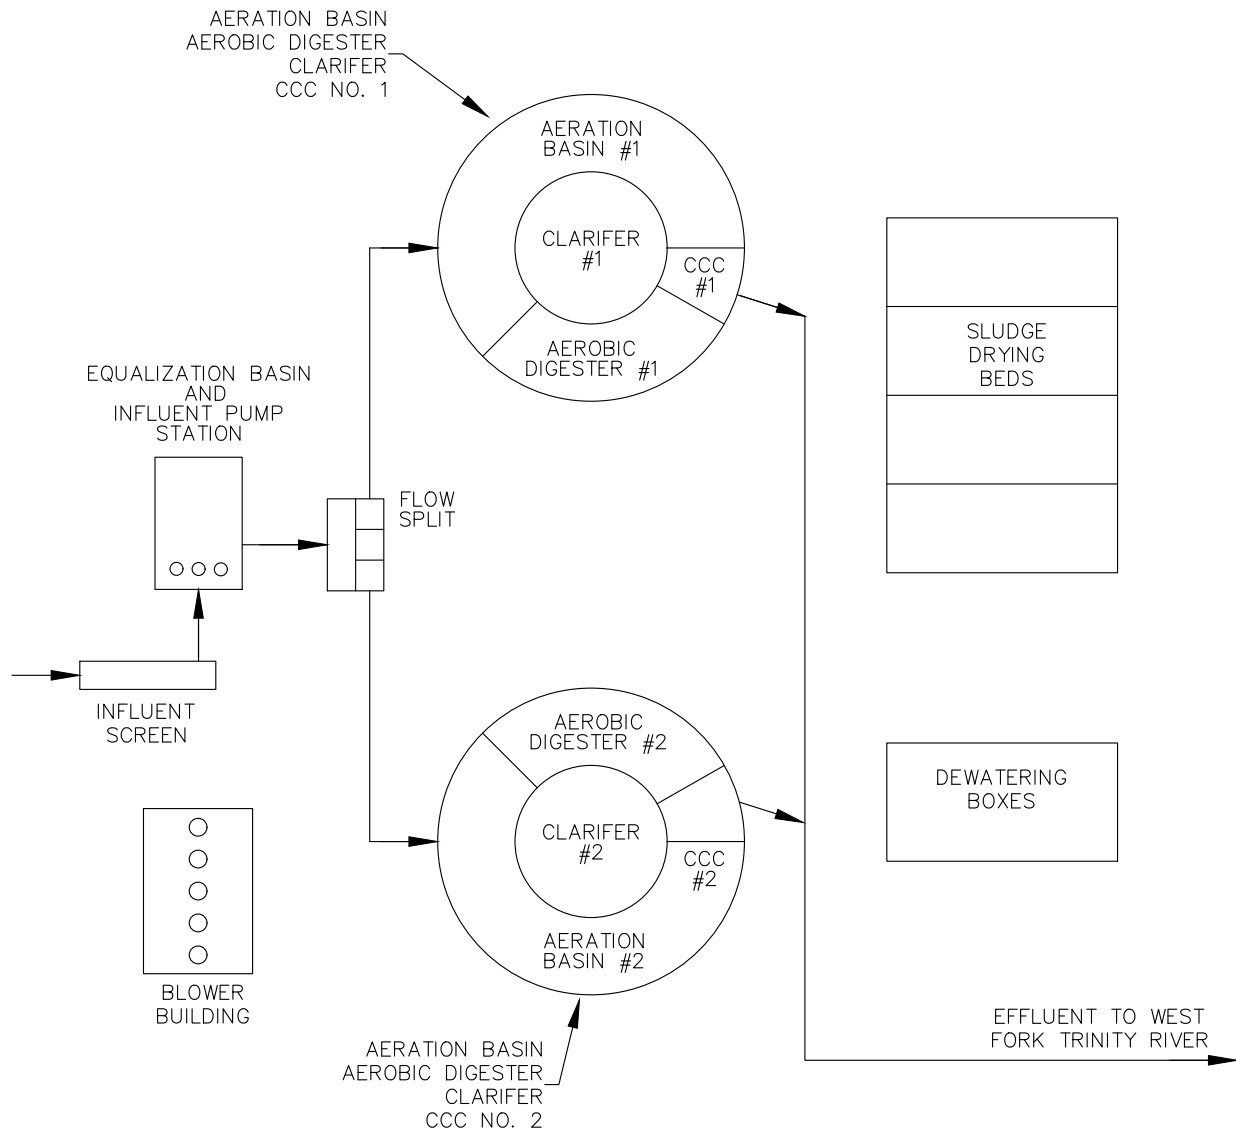 AERATION BASIN
AEROBIC DIGESTER
CLARIFER
CCC NO. 1
AERATION
BASIN #1
CLARIFER
#1
CCC
#1
AEROBIC
DIGESTER #1
SLUDGE
DRYING
BEDS
EQUALIZATION BASIN
AND
INFLUENT PUMP
STATION
FLOW
SPLIT
INFLUENT
SCREEN
AEROBIC
DIGESTER #2
CLARIFER
#2
CCC
#2
AERATION
BASIN #2
DEWATERING
BOXES
BLOWER
BUILDING
AERATION BASIN
AEROBIC DIGESTER
CLARIFER
CCC NO. 2
EFFLUENT TO WEST
FORK TRINITY RIVER